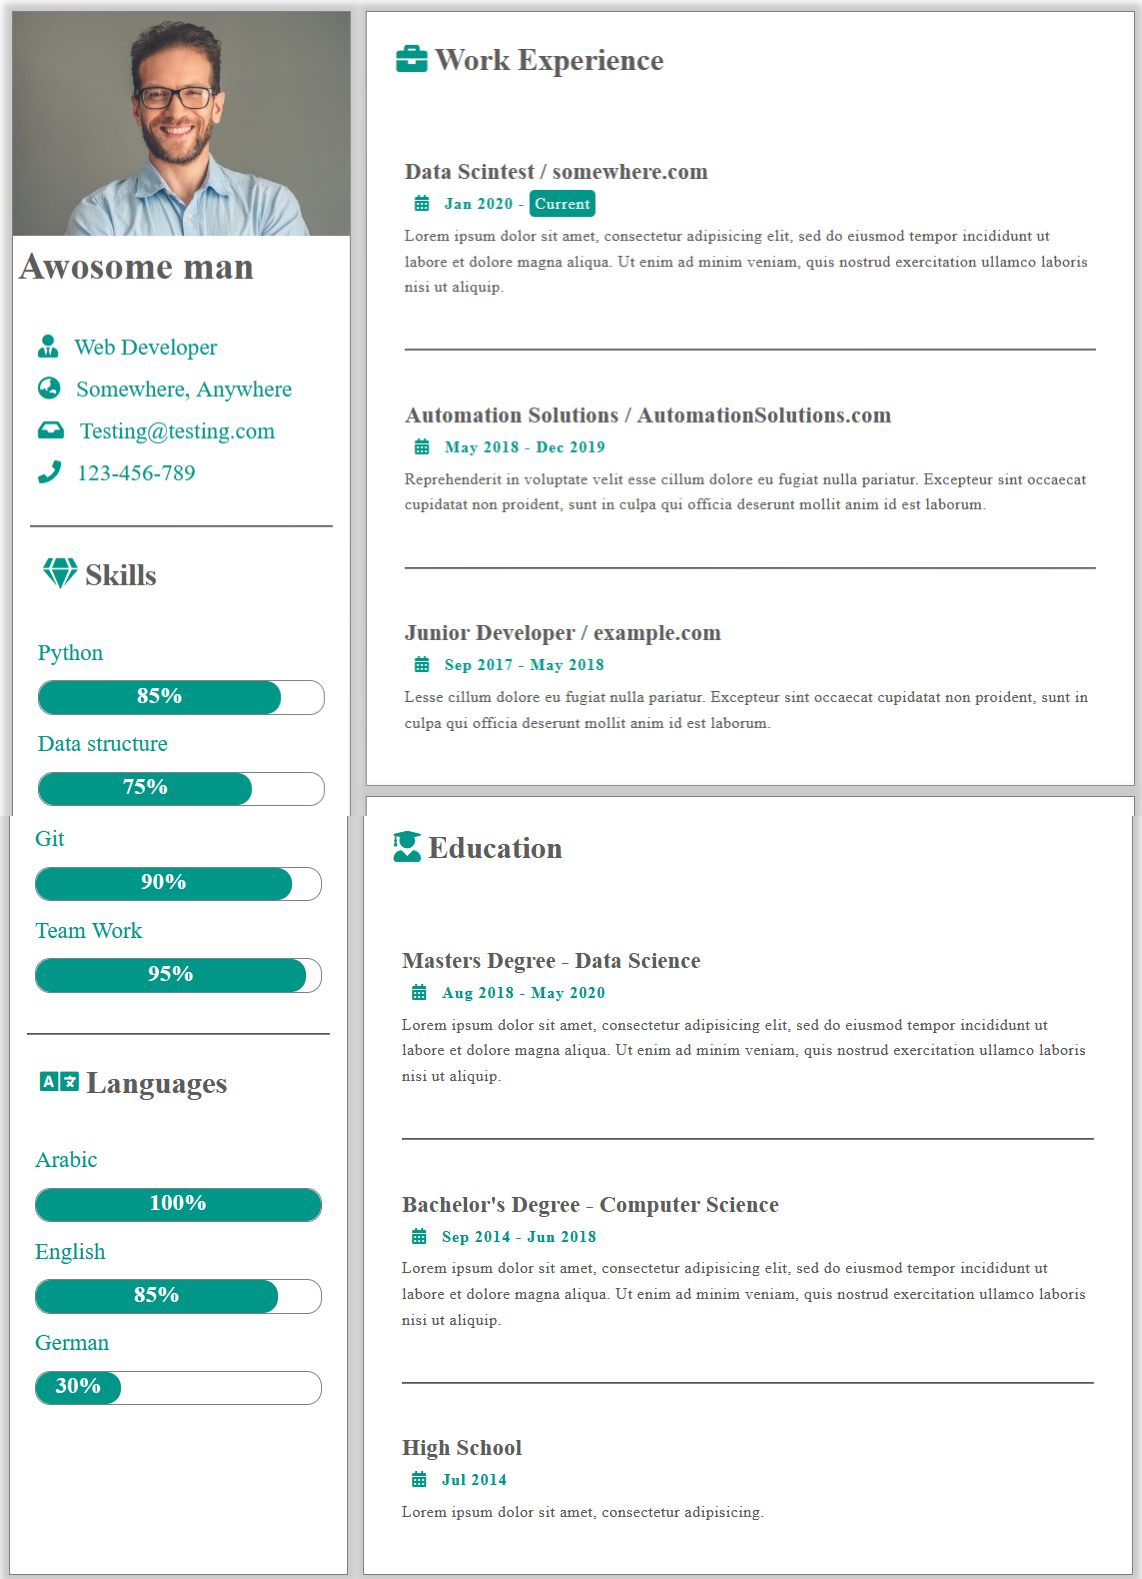 Awosome man
Web Developer
Somewhere, Anywhere
Testing@testing.com
123-456-789
Skills
Python
85%
Data structure
75%
Git
90%
Team Work
95%
Languages
Arabic
100%
English
85%
German
30%
Work Experience
Data Scintest / somewhere.com
Jan 2020 - Current
Lorem ipsum dolor sit amet, consectetur adipisicing elit, sed do eiusmod tempor incididunt ut
labore et dolore magna aliqua. Ut enim ad minim veniam, quis nostrud exercitation ullamco laboris
nisi ut aliquip.
Automation Solutions / AutomationSolutions.com
May 2018 - Dec 2019
Reprehenderit in voluptate velit esse cillum dolore eu fugiat nulla pariatur. Excepteur sint occaecat
cupidatat non proident, sunt in culpa qui officia deserunt mollit anim id est laborum.
Junior Developer / example.com
Sep 2017 - May 2018
Lesse cillum dolore eu fugiat nulla pariatur. Excepteur sint occaecat cupidatat non proident, sunt in
culpa qui officia deserunt mollit anim id est laborum.
Education
Masters Degree - Data Science
Aug 2018 - May 2020
Lorem ipsum dolor sit amet, consectetur adipisicing elit, sed do eiusmod tempor incididunt ut
labore et dolore magna aliqua. Ut enim ad minim veniam, quis nostrud exercitation ullamco laboris
nisi ut aliquip.
Bachelor's Degree - Computer Science
Sep 2014 - Jun 2018
Lorem ipsum dolor sit amet, consectetur adipisicing elit, sed do eiusmod tempor incididunt ut
labore et dolore magna aliqua. Ut enim ad minim veniam, quis nostrud exercitation ullamco laboris
nisi ut aliquip.
High School
Jul 2014
Lorem ipsum dolor sit amet, consectetur adipisicing.